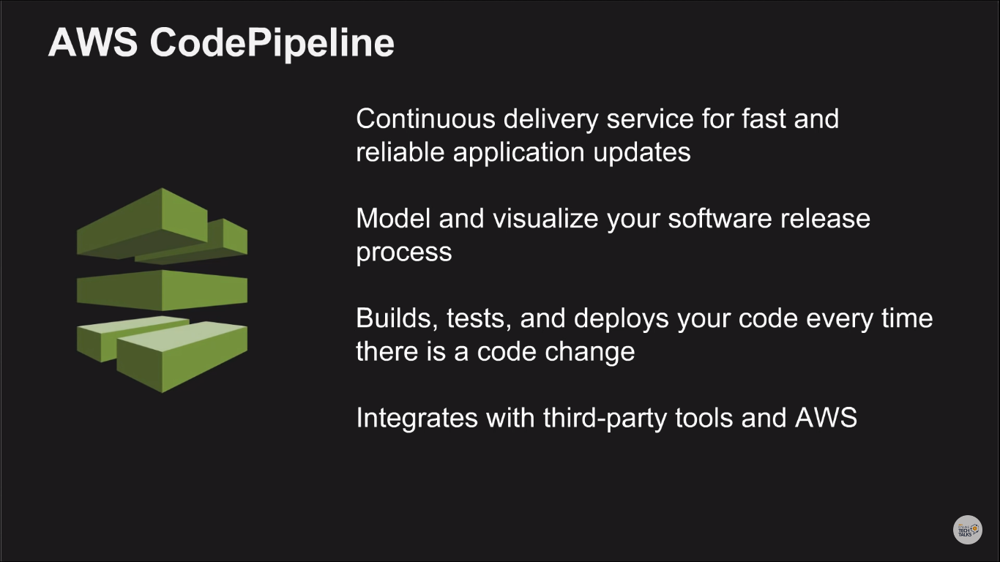 AWS CodePipeline
Continuous delivery service for fast and
reliable application updates
Model and visualize your software release
process
Builds, tests, and deploys your code every time
there is a code change
Integrates with third-party tools and AWS
TECH
TALKS